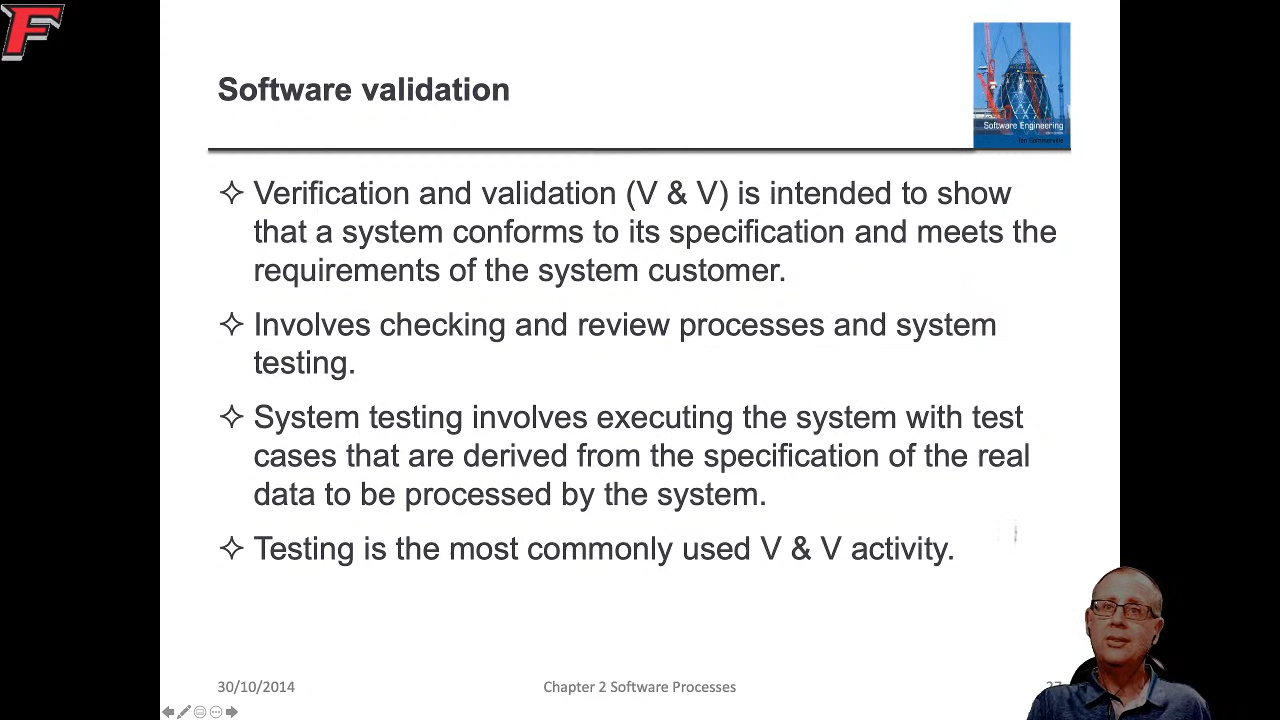 F
Software validation
Software Engineering
Ian Sommerville
✧ Verification and validation (V & V) is intended to show
that a system conforms to its specification and meets the
requirements of the system customer.
✧ Involves checking and review processes and system
testing.
✧ System testing involves executing the system with test
cases that are derived from the specification of the real
data to be processed by the system.
✧ Testing is the most commonly used V & V activity.
30/10/2014
Chapter 2 Software Processes